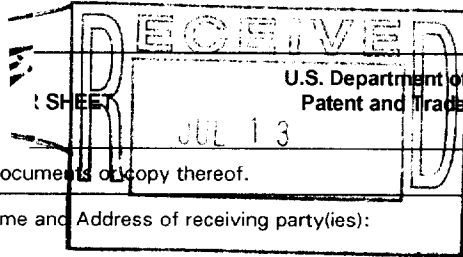 RECEIVED
U.S. Department of
R SHEET
Patent and Trade
JUL 13
ocuments or copy thereof.
me and Address of receiving party(ies):